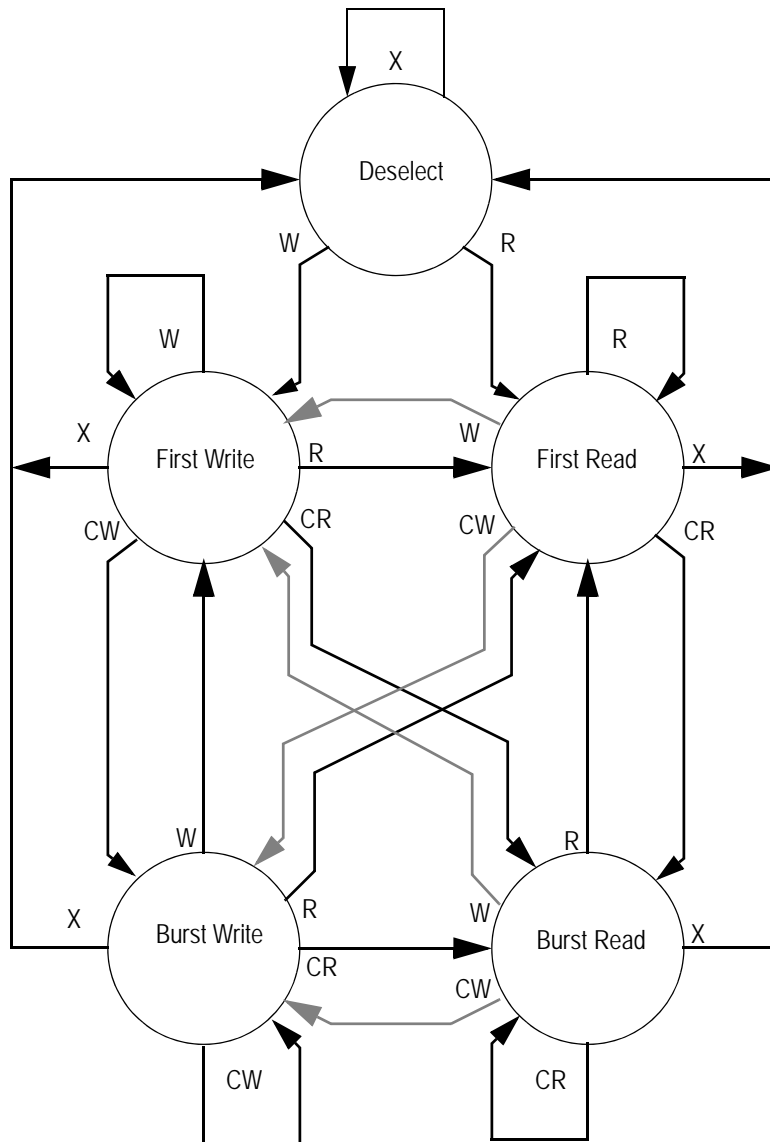 X
Deselect
W
R
W
R
X
W
First Write
R
First Read
X
CW
CR
CW
CR
W
R
X
R
W
X
Burst Write
Burst Read
CR
CW
CW
CR